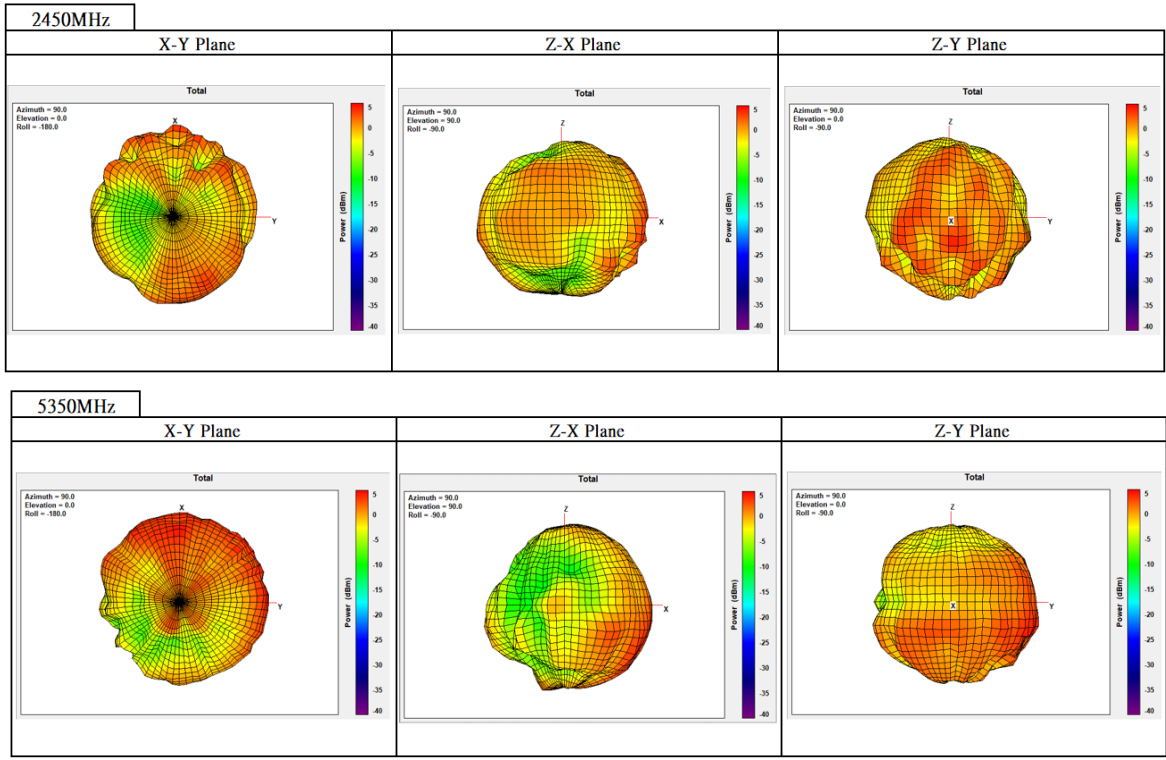 2450MHz
X-Y Plane
Z-X Plane
Z-Y Plane
Total
Azimuth = 90.0
Elevation = 0.0
Roll = -180.0
X
Y
5
0
-5
-10
-15
-20
-25
-30
-35
-40
Power (dBm)
Total
Azimuth = 90.0
Elevation = 90.0
Roll = -90.0
Z
X
5
0
-5
-10
-15
-20
-25
-30
-35
-40
Power (dBm)
Total
Azimuth = 90.0
Elevation = 0.0
Roll = -90.0
Z
X
Y
5
0
-5
-10
-15
-20
-25
-30
-35
-40
Power (dBm)
5350MHz
X-Y Plane
Z-X Plane
Z-Y Plane
Total
Azimuth = 90.0
Elevation = 0.0
Roll = -180.0
X
Y
5
0
-5
-10
-15
-20
-25
-30
-35
-40
Power (dBm)
Total
Azimuth = 90.0
Elevation = 90.0
Roll = -90.0
Z
X
5
0
-5
-10
-15
-20
-25
-30
-35
-40
Power (dBm)
Total
Azimuth = 90.0
Elevation = 0.0
Roll = -90.0
Z
X
Y
5
0
-5
-10
-15
-20
-25
-30
-35
-40
Power (dBm)